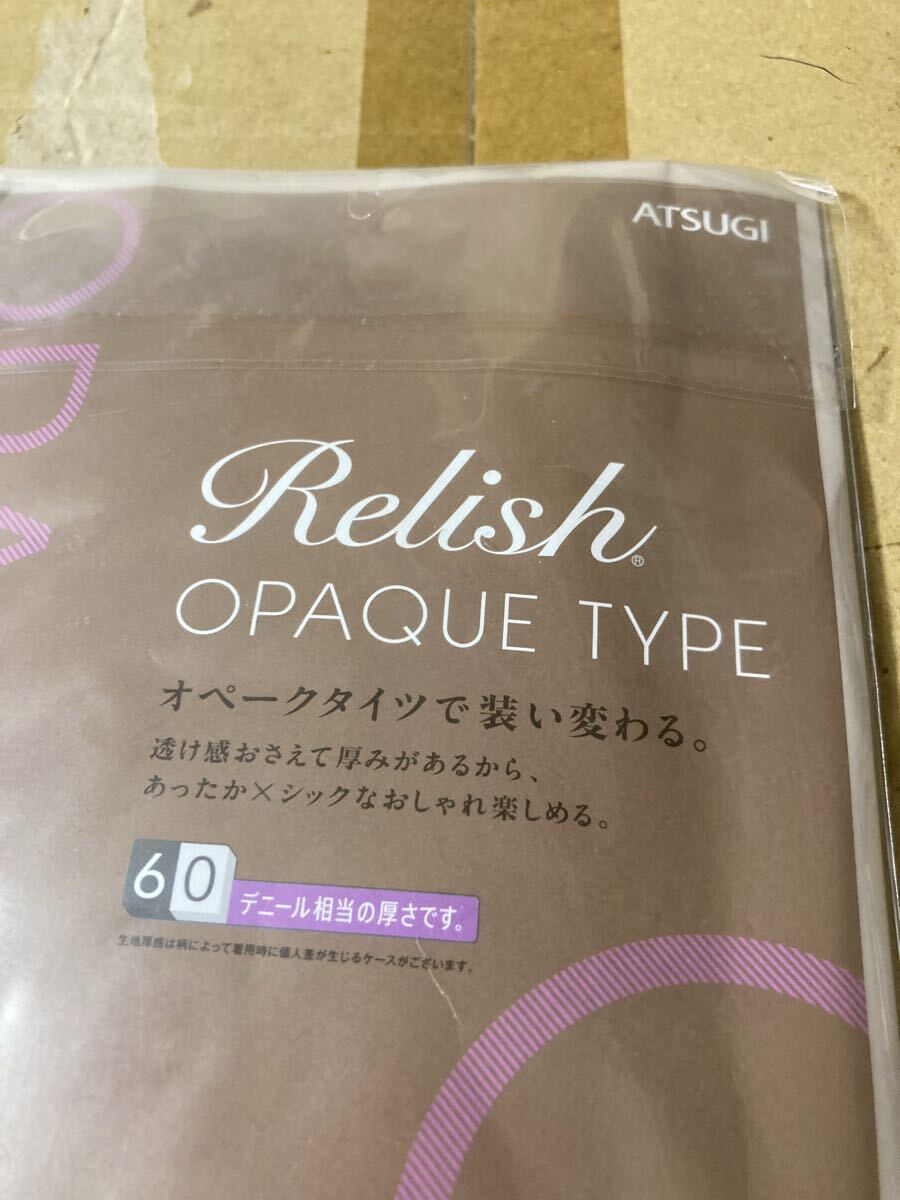 ATSUGI
Relish®
OPAQUE TYPE
オペークタイツで装い変わる。
透け感おさえて厚みがあるから、
あったか×シックなおしゃれ楽しめる。
60 デニール相当の厚さです。
生地厚感は柄によって着用時に個人差が生じるケースがございます。